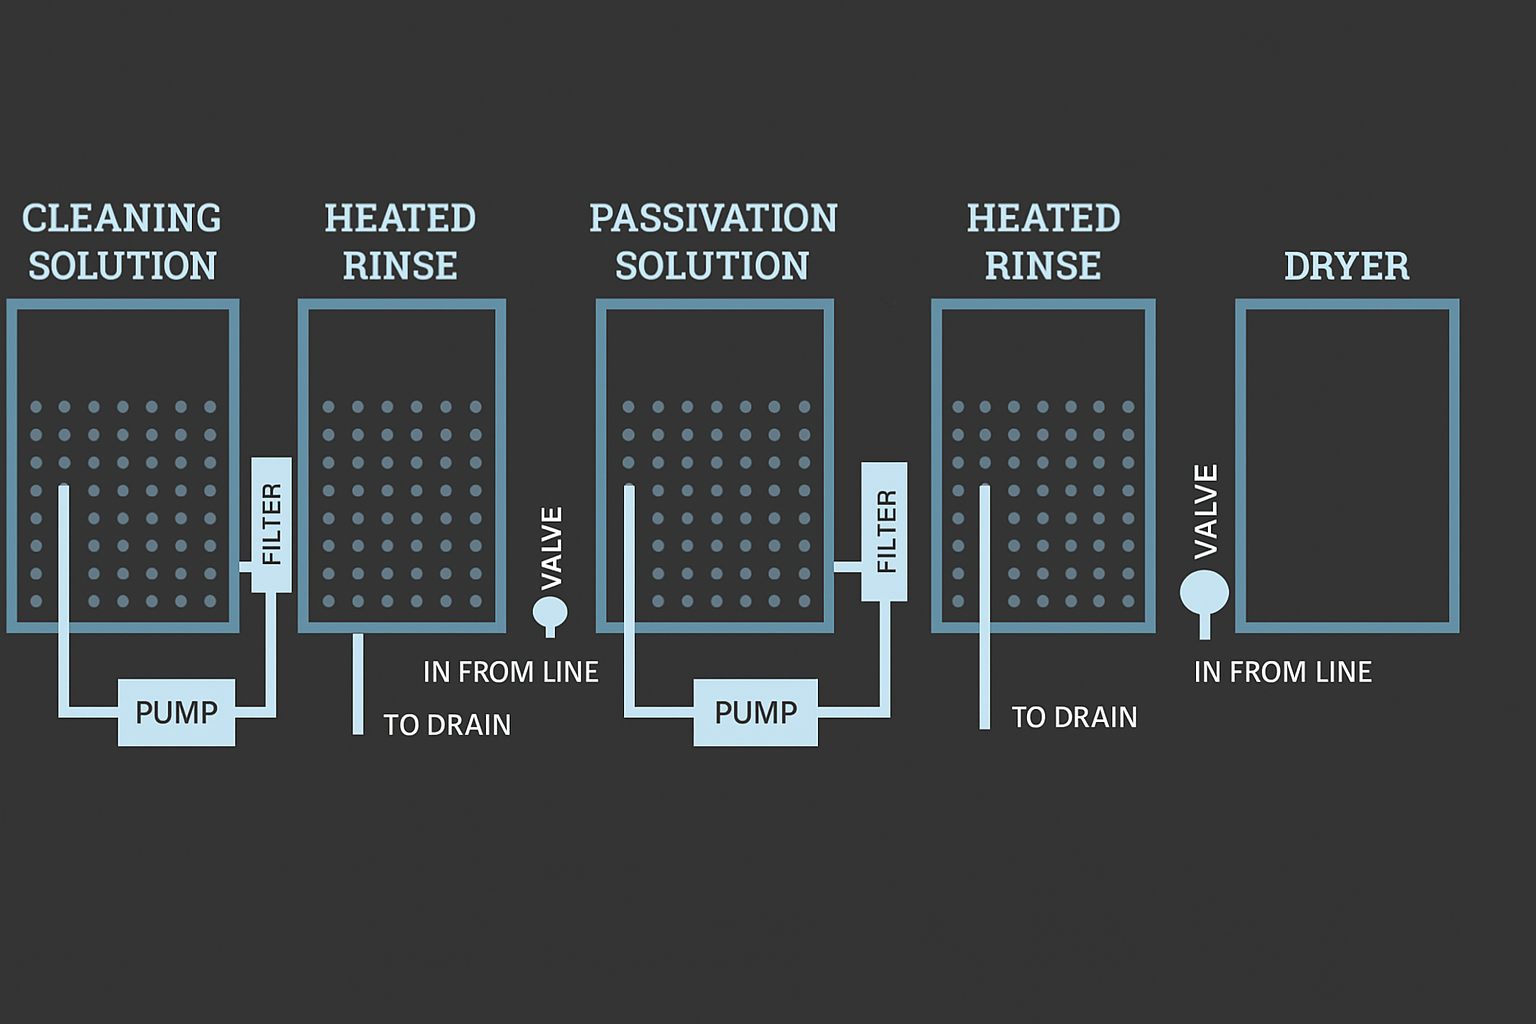 CLEANING
SOLUTION
HEATED
RINSE
PASSIVATION
SOLUTION
HEATED
RINSE
DRYER
FILTER
VALVE
FILTER
VALVE
IN FROM LINE
IN FROM LINE
PUMP
TO DRAIN
PUMP
TO DRAIN